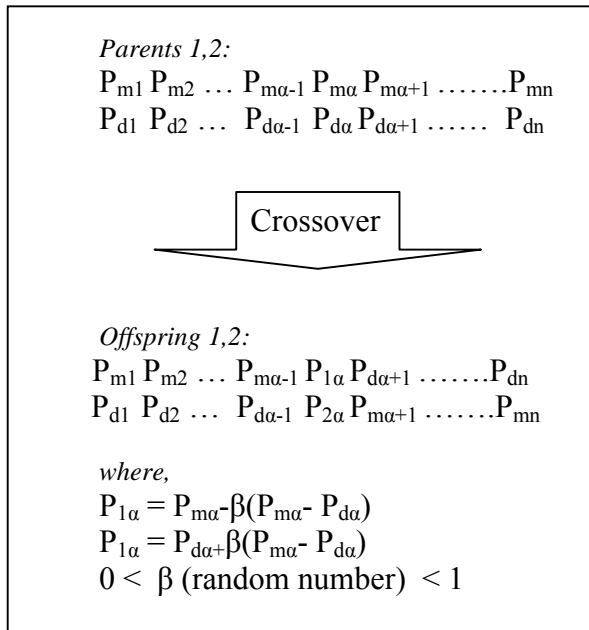 Parents 1,2:
Pm1 Pm2 … Pmα-1 Pmα Pmα+1 …….Pmn
Pd1 Pd2 … Pdα-1 Pdα Pdα+1 …… Pdn
Crossover
Offspring 1,2:
Pm1 Pm2 … Pmα-1 P1α Pdα+1 …….Pdn
Pd1 Pd2 … Pdα-1 P2α Pmα+1 …….Pmn
where,
P1α = Pmα-β(Pmα- Pdα)
P1α = Pdα+β(Pmα- Pdα)
0 < β (random number) < 1